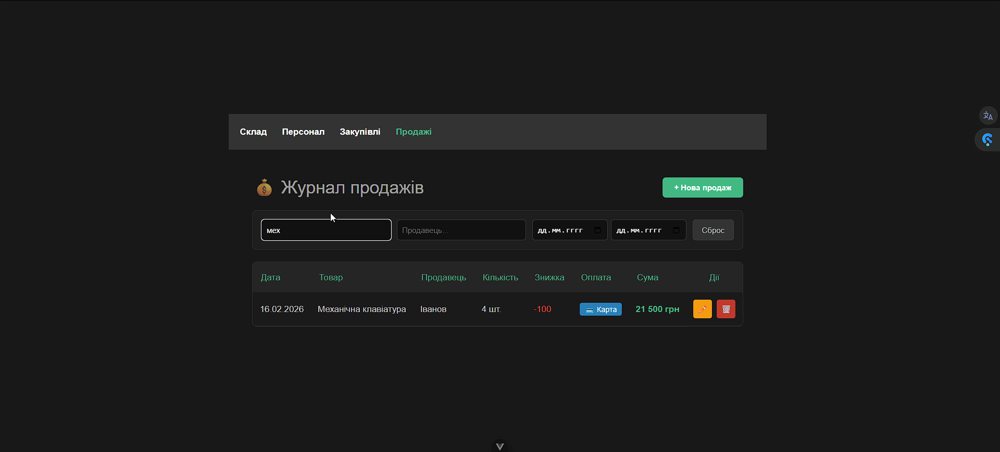 Склад Персонал Закупівлі Продажі
Журнал продажів
+ Нова продаж
мех Продавець... дд.мм.гггг дд.мм.гггг Сброс
Дата Товар Продавець Кількість Знижка Оплата Сума Дії
16.02.2026 Механічна клавіатура Іванов 4 шт. -100 Карта 21 500 грн